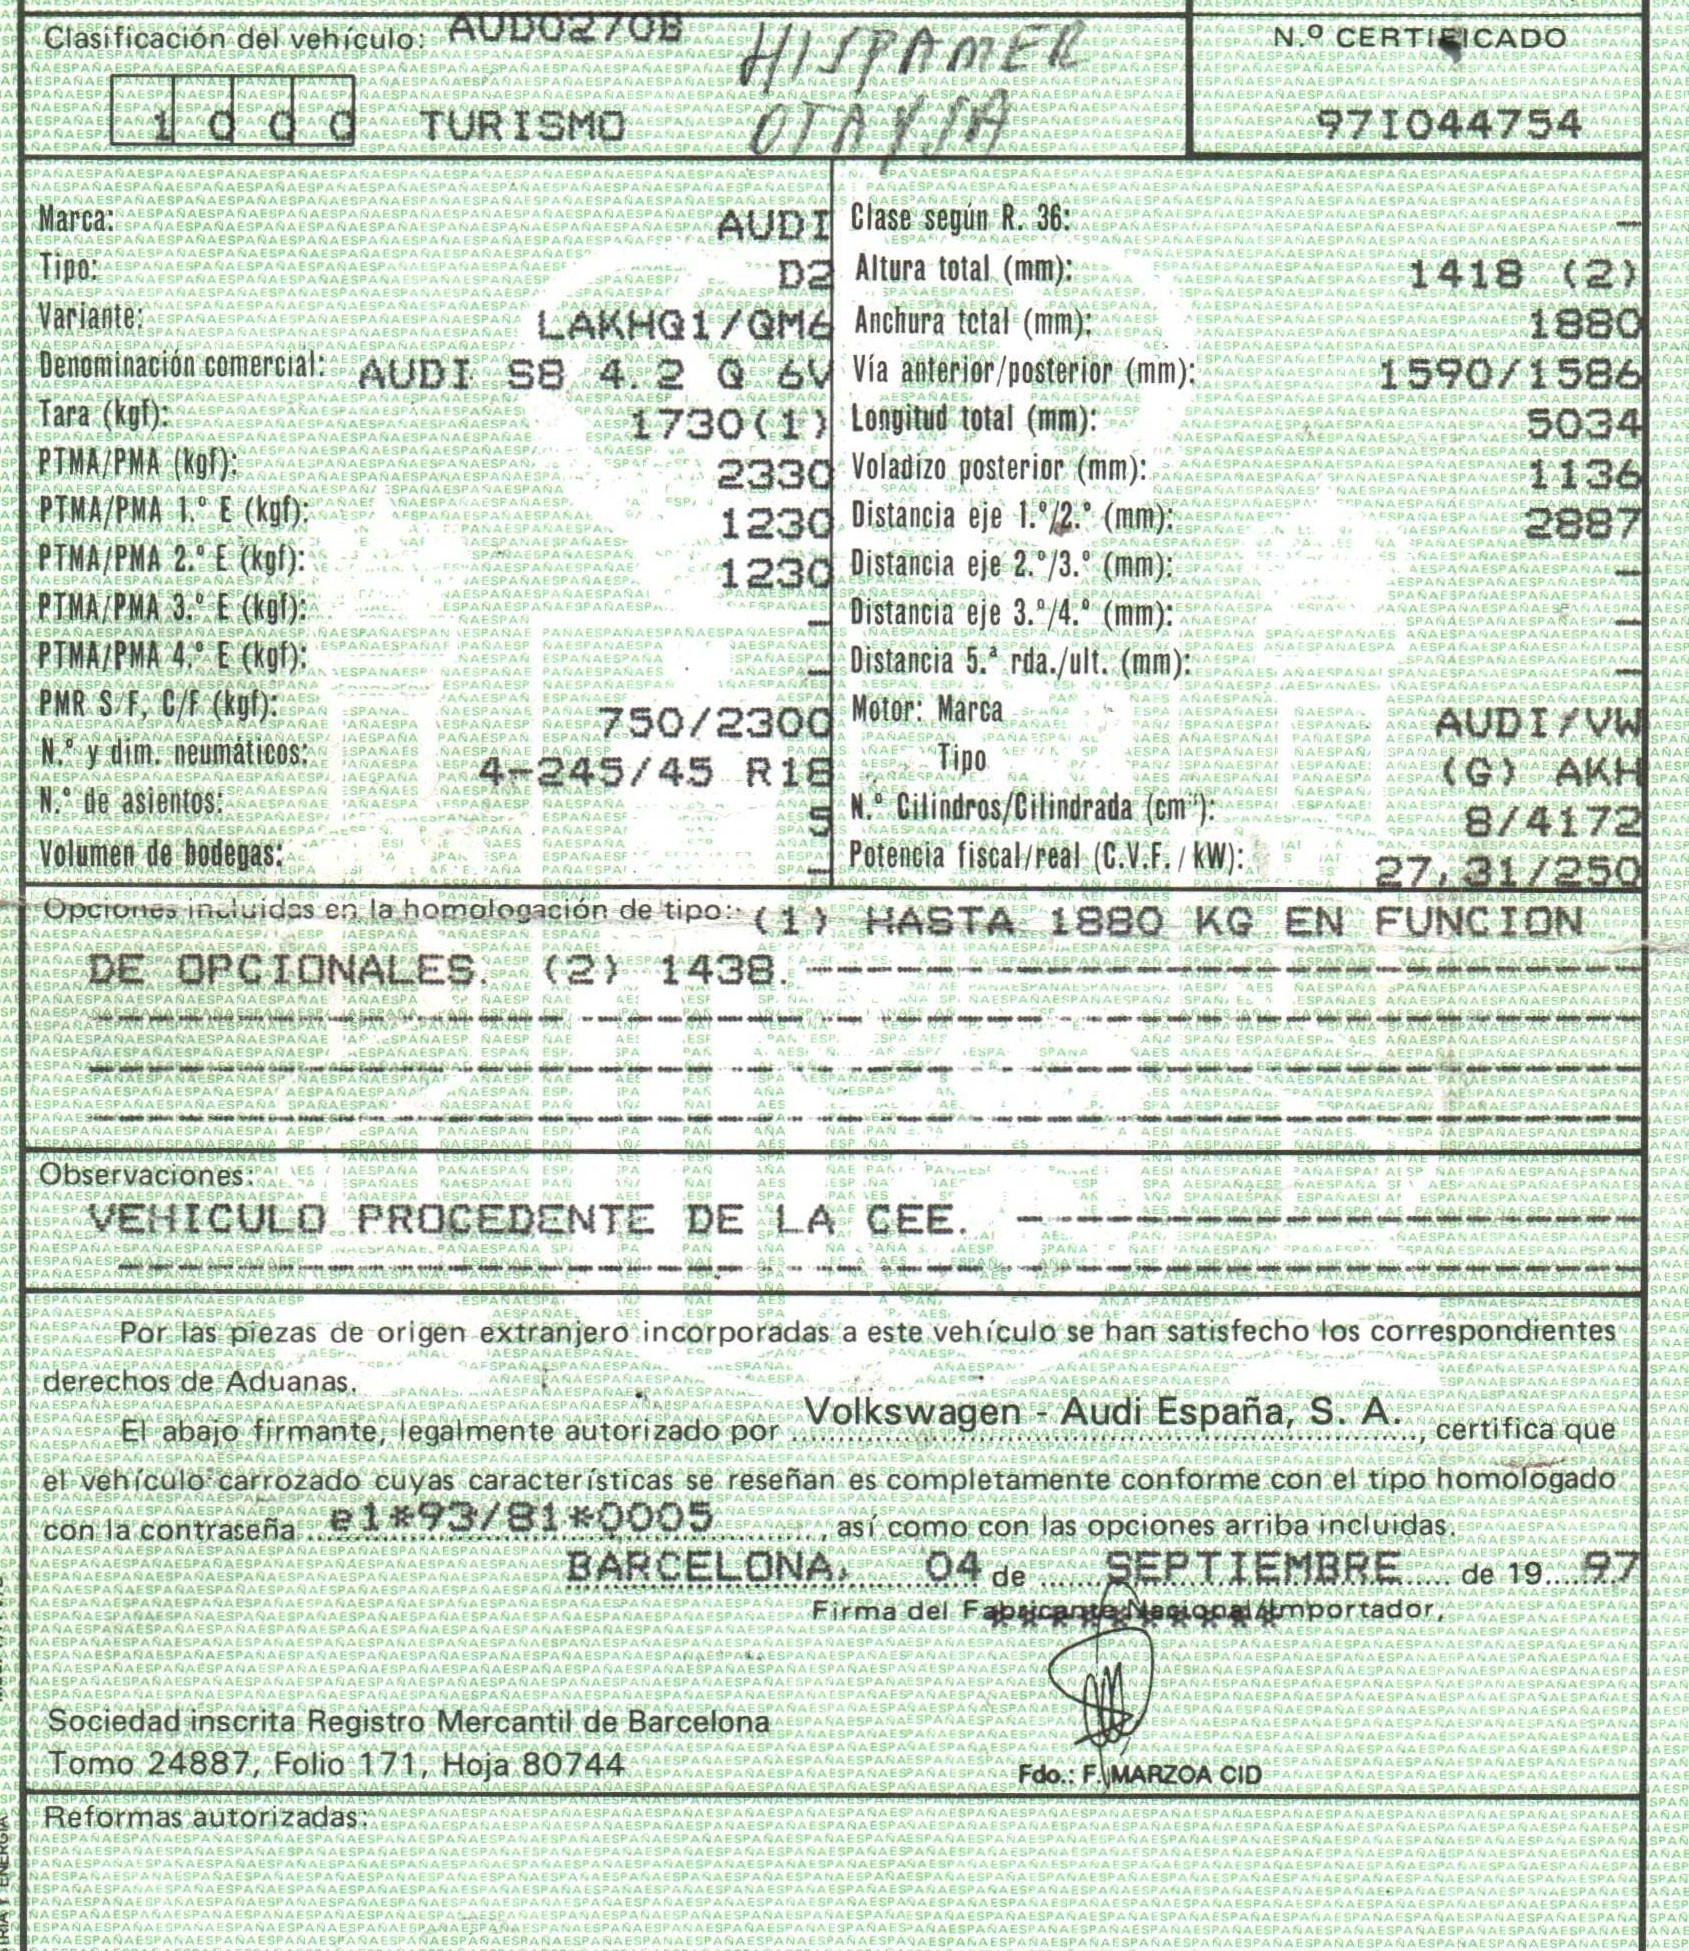 Clasificación del vehículo: AUD02/08 HISPAMER
N.º CERTIFICADO
1 0 0 0 TURISMO OTAYSA
97I044754
Marca: AUDI
Tipo: D2
Variante: LAKHQ1/QM6
Denominación comercial: AUDI S8 4.2 Q 6V
Tara (kgf): 1730(1)
PTMA/PMA (kgf): 2330
PTMA/PMA 1.º E (kgf): 1230
PTMA/PMA 2.º E (kgf): 1230
PTMA/PMA 3.º E (kgf): —
PTMA/PMA 4.º E (kgf): —
PMR S/F, C/F (kgf): 750/2300
N.º y dim. neumáticos: 4-245/45 R18
N.º de asientos: 5
Volumen de bodegas: —
Clase según R. 36: —
Altura total (mm): 1418 (2)
Anchura total (mm): 1880
Vía anterior/posterior (mm): 1590/1586
Longitud total (mm): 5034
Voladizo posterior (mm): 1136
Distancia eje 1.º/2.º (mm): 2887
Distancia eje 2.º/3.º (mm): —
Distancia eje 3.º/4.º (mm): —
Distancia 5.ª rda./ult. (mm): —
Motor: Marca AUDI/VW
Tipo (G) AKH
N.º Cilindros/Cilindrada (cm³): 8/4172
Potencia fiscal/real (C.V.F./kW): 27,31/250
Opciones incluidas en la homologación de tipo: (1) HASTA 1880 KG EN FUNCION
DE OPCIONALES. (2) 1438.
Observaciones:
VEHICULO PROCEDENTE DE LA CEE.
Por las piezas de origen extranjero incorporadas a este vehículo se han satisfecho los correspondientes
derechos de Aduanas.
El abajo firmante, legalmente autorizado por Volkswagen - Audi España, S. A., certifica que
el vehículo carrozado cuyas características se reseñan es completamente conforme con el tipo homologado
con la contraseña e1*93/81*0005, así como con las opciones arriba incluidas.
BARCELONA, 04 de SEPTIEMBRE de 19 97
Firma del Fabricante Nacional/Importador,
Sociedad inscrita Registro Mercantil de Barcelona
Tomo 24887, Folio 171, Hoja 80744
Fdo.: F. MARZOA CID
Reformas autorizadas: